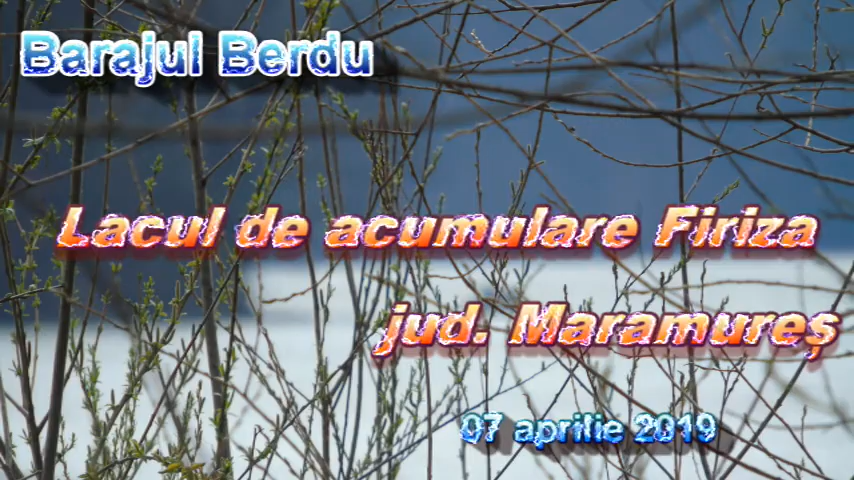 Barajul Berdu
Lacul de acumulare Firiza
jud. Maramureș
07 aprilie 2019